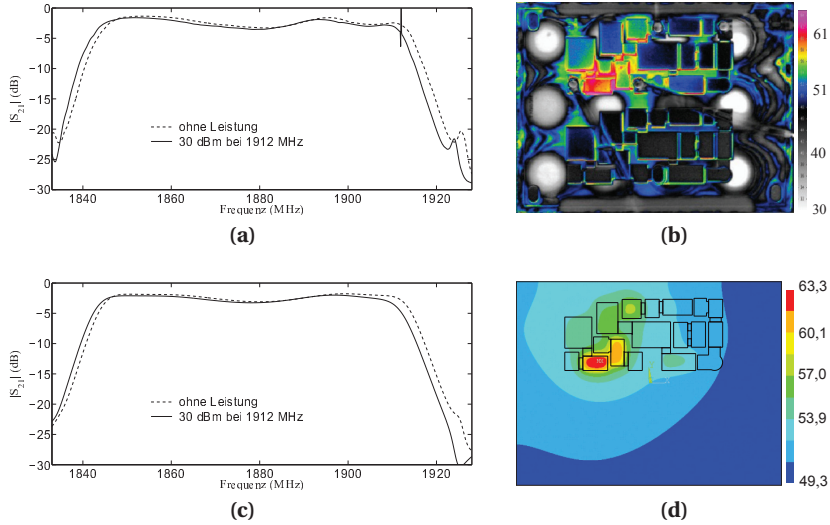 0
−5
−10
−15
−20
−25
−30
|S21| (dB)
ohne Leistung
30 dBm bei 1912 MHz
1840
1860
1880
1900
1920
Frequenz (MHz)
(a)
61
51
40
30
(b)
0
−5
−10
−15
−20
−25
−30
|S21| (dB)
ohne Leistung
30 dBm bei 1912 MHz
1840
1860
1880
1900
1920
Frequenz (MHz)
(c)
63,3
60,1
57,0
53,9
49,3
(d)